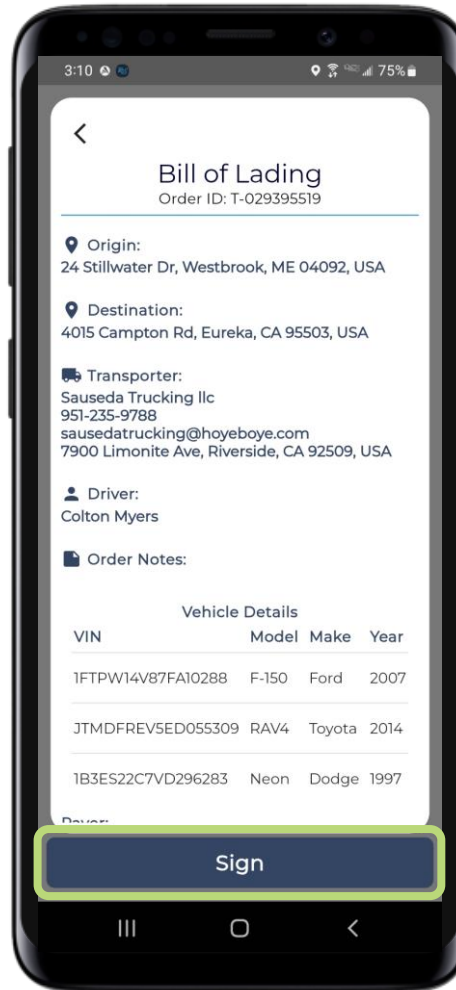 3:10 75%
Bill of Lading
Order ID: T-029395519
Origin:
24 Stillwater Dr, Westbrook, ME 04092, USA
Destination:
4015 Campton Rd, Eureka, CA 95503, USA
Transporter:
Sauseda Trucking llc
951-235-9788
sausedatrucking@hoyeboye.com
7900 Limonite Ave, Riverside, CA 92509, USA
Driver:
Colton Myers
Order Notes:
Vehicle Details
VIN Model Make Year
1FTPW14V87FA10288 F-150 Ford 2007
JTMDFREV5ED055309 RAV4 Toyota 2014
1B3ES22C7VD296283 Neon Dodge 1997
Sign